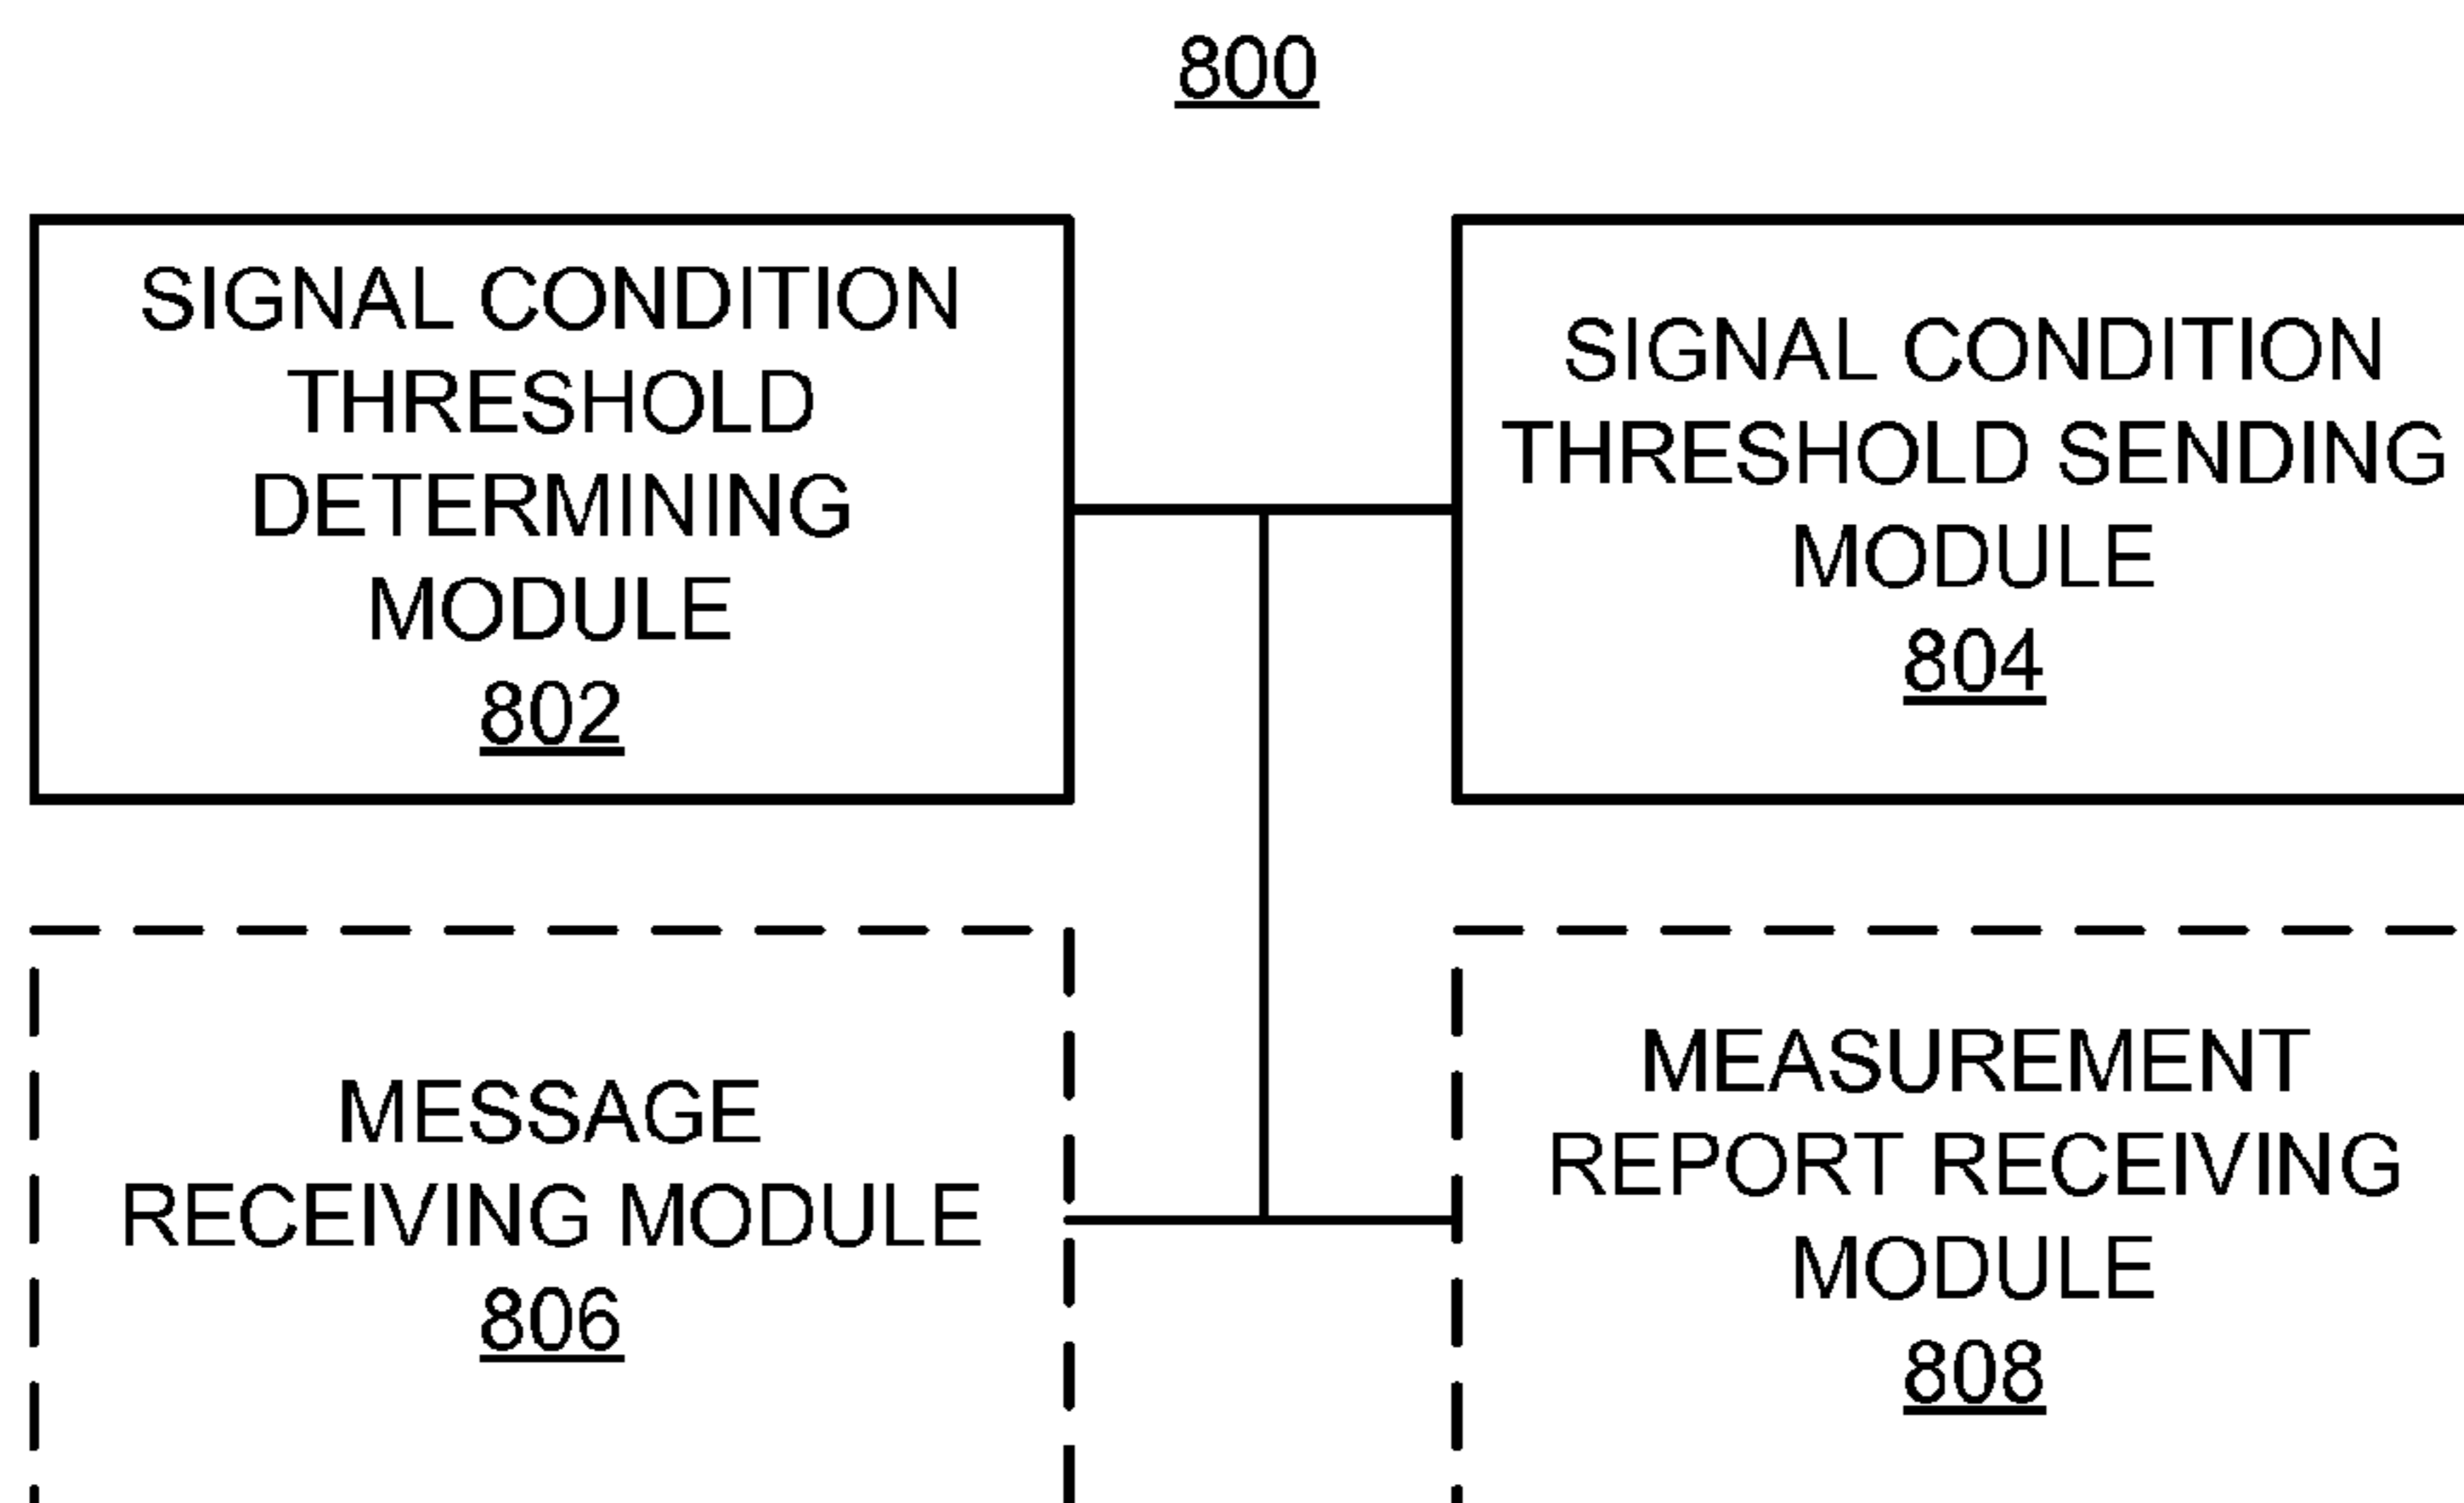 800
SIGNAL CONDITION
THRESHOLD
DETERMINING
MODULE
802
SIGNAL CONDITION
THRESHOLD SENDING
MODULE
804
MESSAGE
RECEIVING MODULE
806
MEASUREMENT
REPORT RECEIVING
MODULE
808